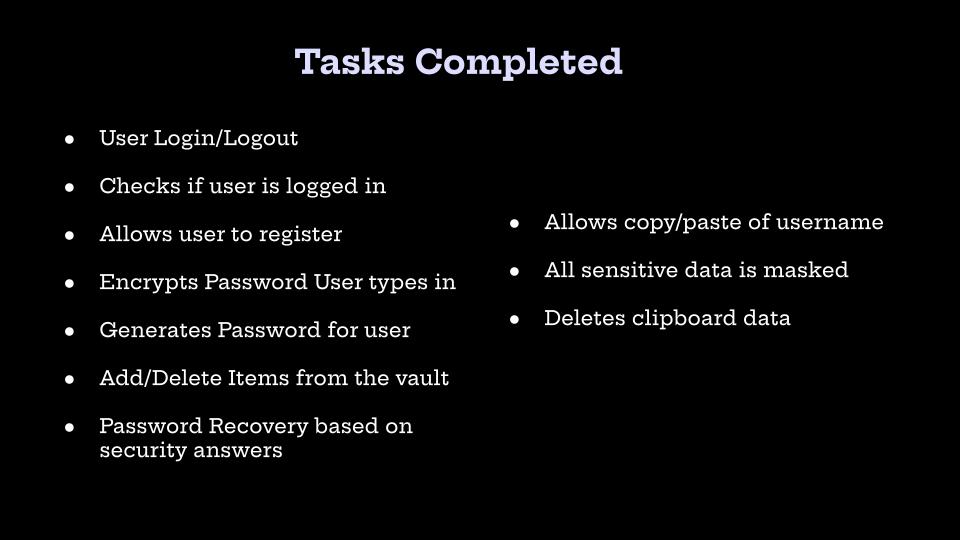 Tasks Completed
● User Login/Logout
● Checks if user is logged in
● Allows user to register
● Encrypts Password User types in
● Generates Password for user
● Add/Delete Items from the vault
● Password Recovery based on
security answers
● Allows copy/paste of username
● All sensitive data is masked
● Deletes clipboard data